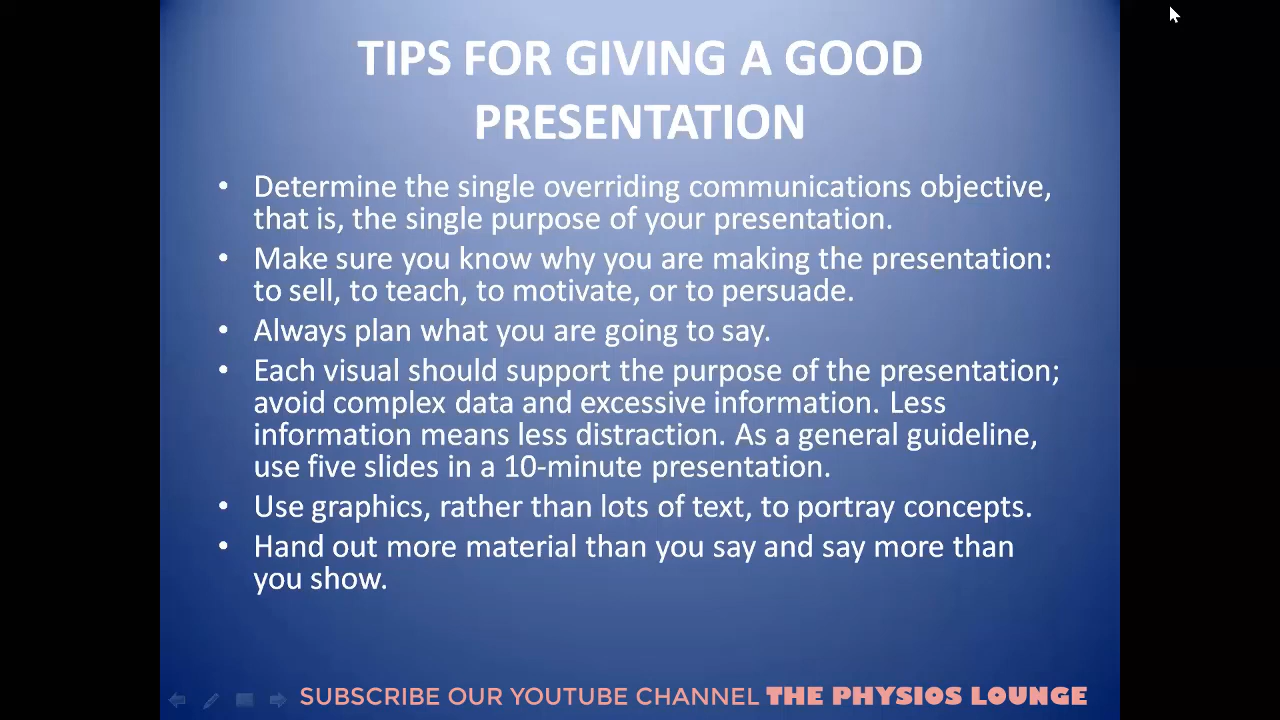 TIPS FOR GIVING A GOOD
PRESENTATION
• Determine the single overriding communications objective,
that is, the single purpose of your presentation.
• Make sure you know why you are making the presentation:
to sell, to teach, to motivate, or to persuade.
• Always plan what you are going to say.
• Each visual should support the purpose of the presentation;
avoid complex data and excessive information. Less
information means less distraction. As a general guideline,
use five slides in a 10-minute presentation.
• Use graphics, rather than lots of text, to portray concepts.
• Hand out more material than you say and say more than
you show.
SUBSCRIBE OUR YOUTUBE CHANNEL THE PHYSIOS LOUNGE